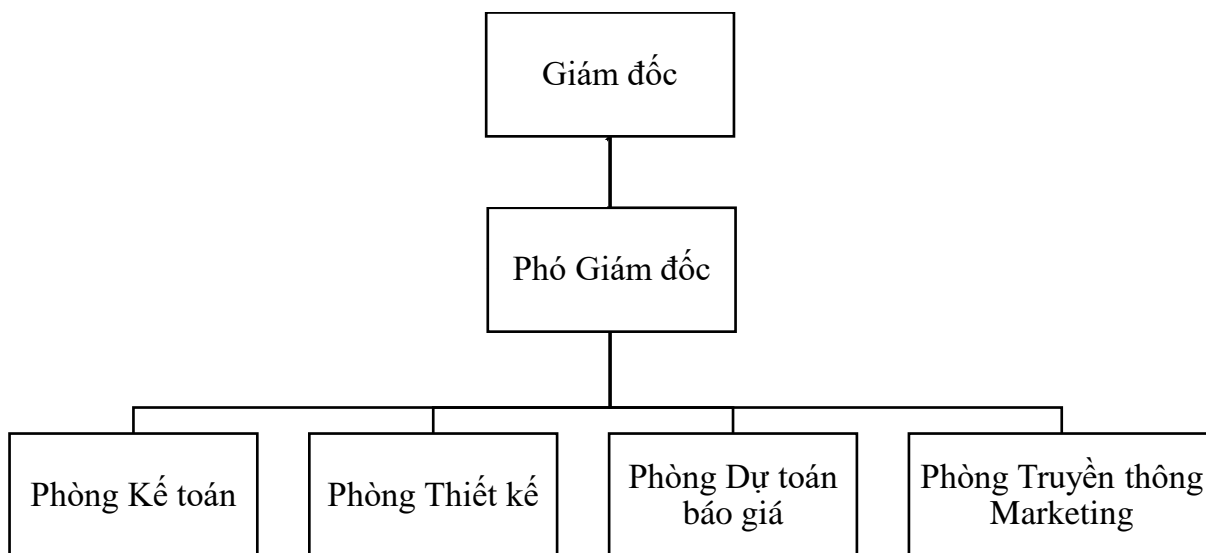 Giám đốc
Phó Giám đốc
Phòng Kế toán
Phòng Thiết kế
Phòng Dự toán
báo giá
Phòng Truyền thông
Marketing